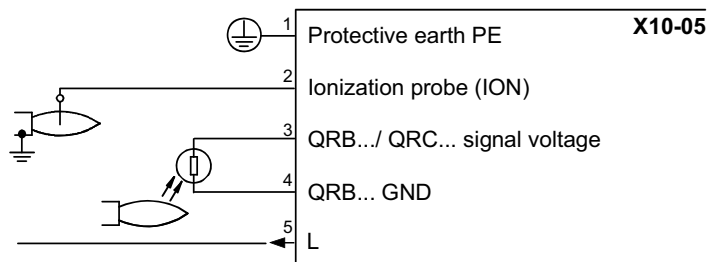 X10-05
1 Protective earth PE
2 Ionization probe (ION)
3 QRB.../ QRC... signal voltage
4 QRB... GND
5 L